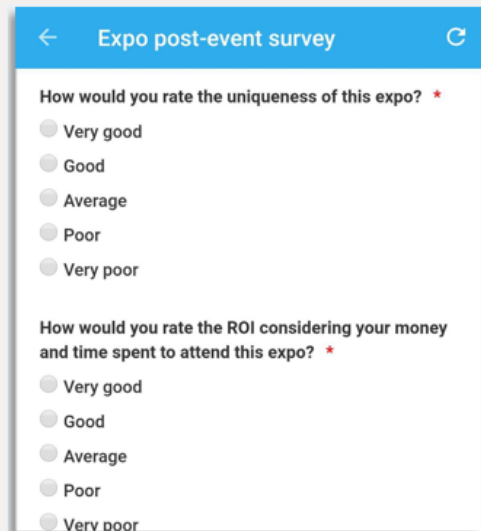 Expo post-event survey
How would you rate the uniqueness of this expo? *
Very good
Good
Average
Poor
Very poor
How would you rate the ROI considering your money
and time spent to attend this expo? *
Very good
Good
Average
Poor
Very poor